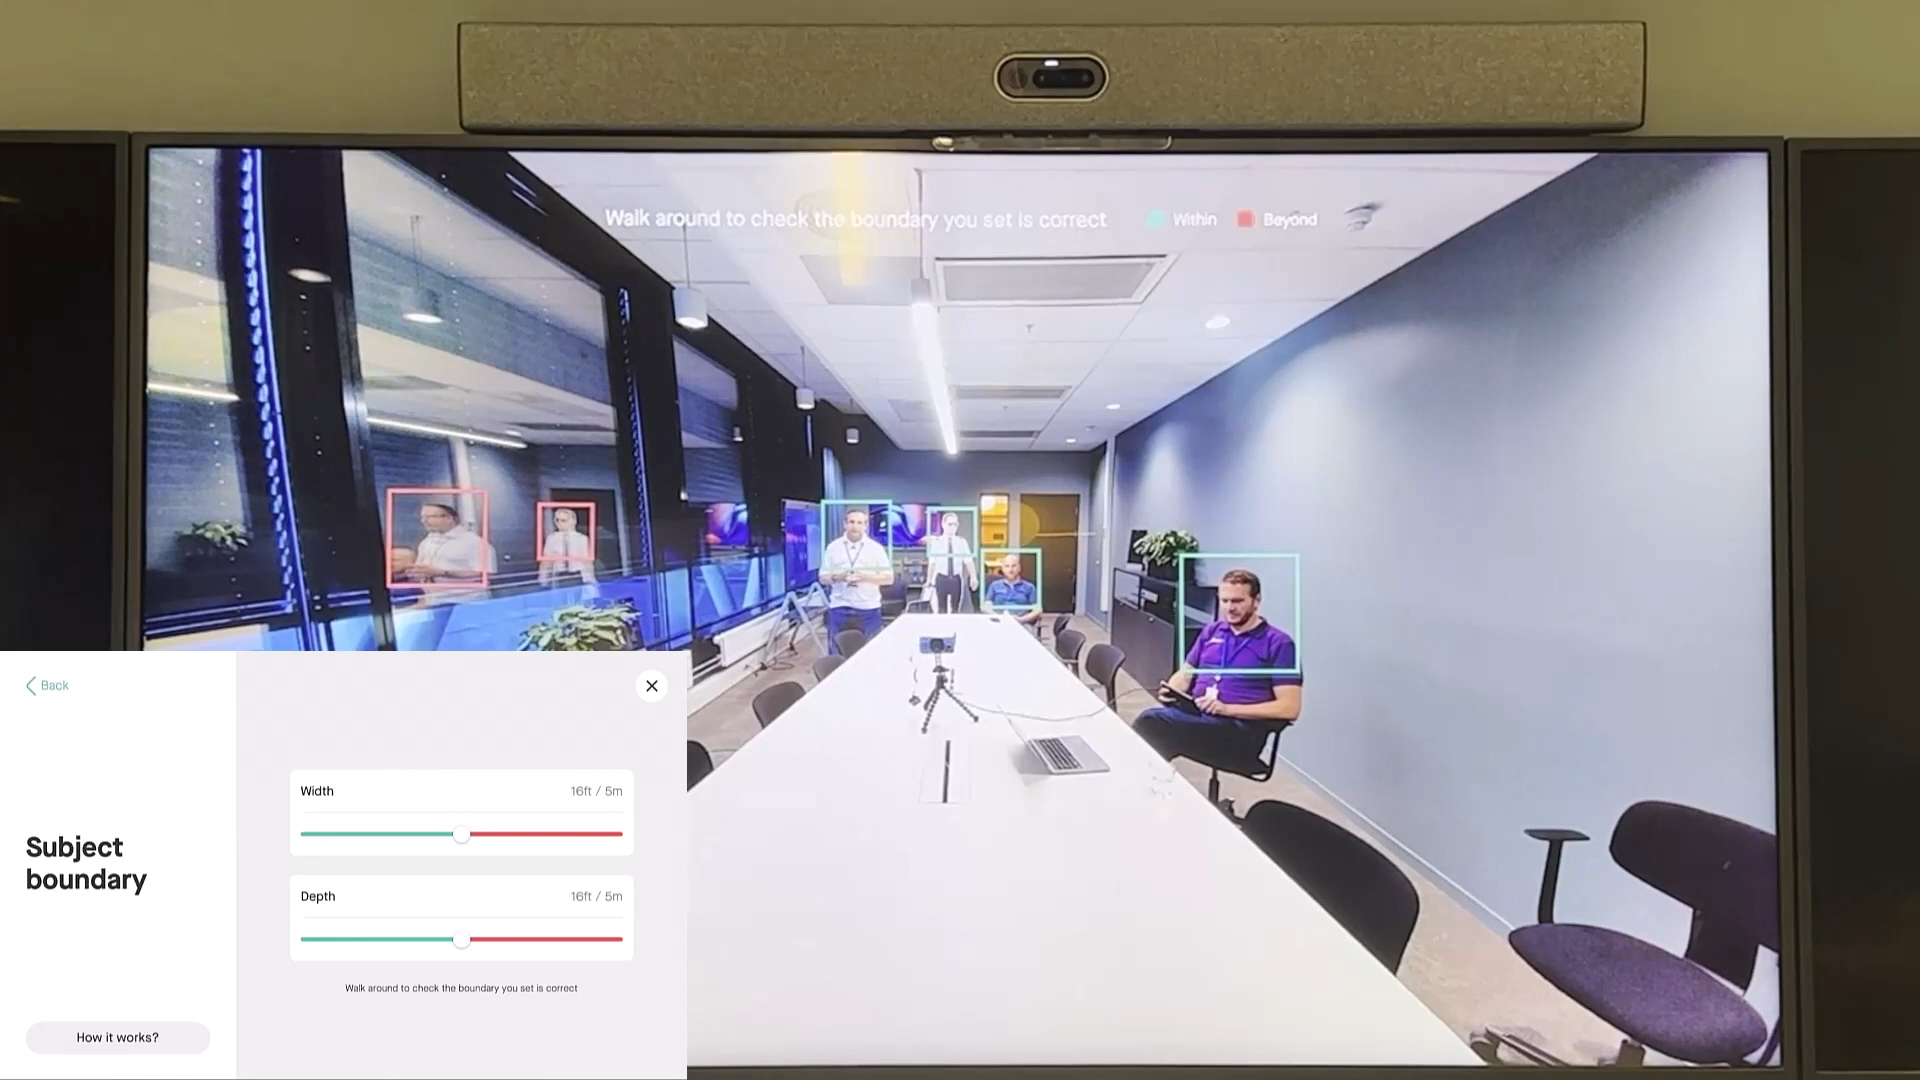 Walk around to check the boundary you set is correct
Within
Beyond
Back
Subject
boundary
Width
16ft / 5m
Depth
16ft / 5m
Walk around to check the boundary you set is correct
How it works?